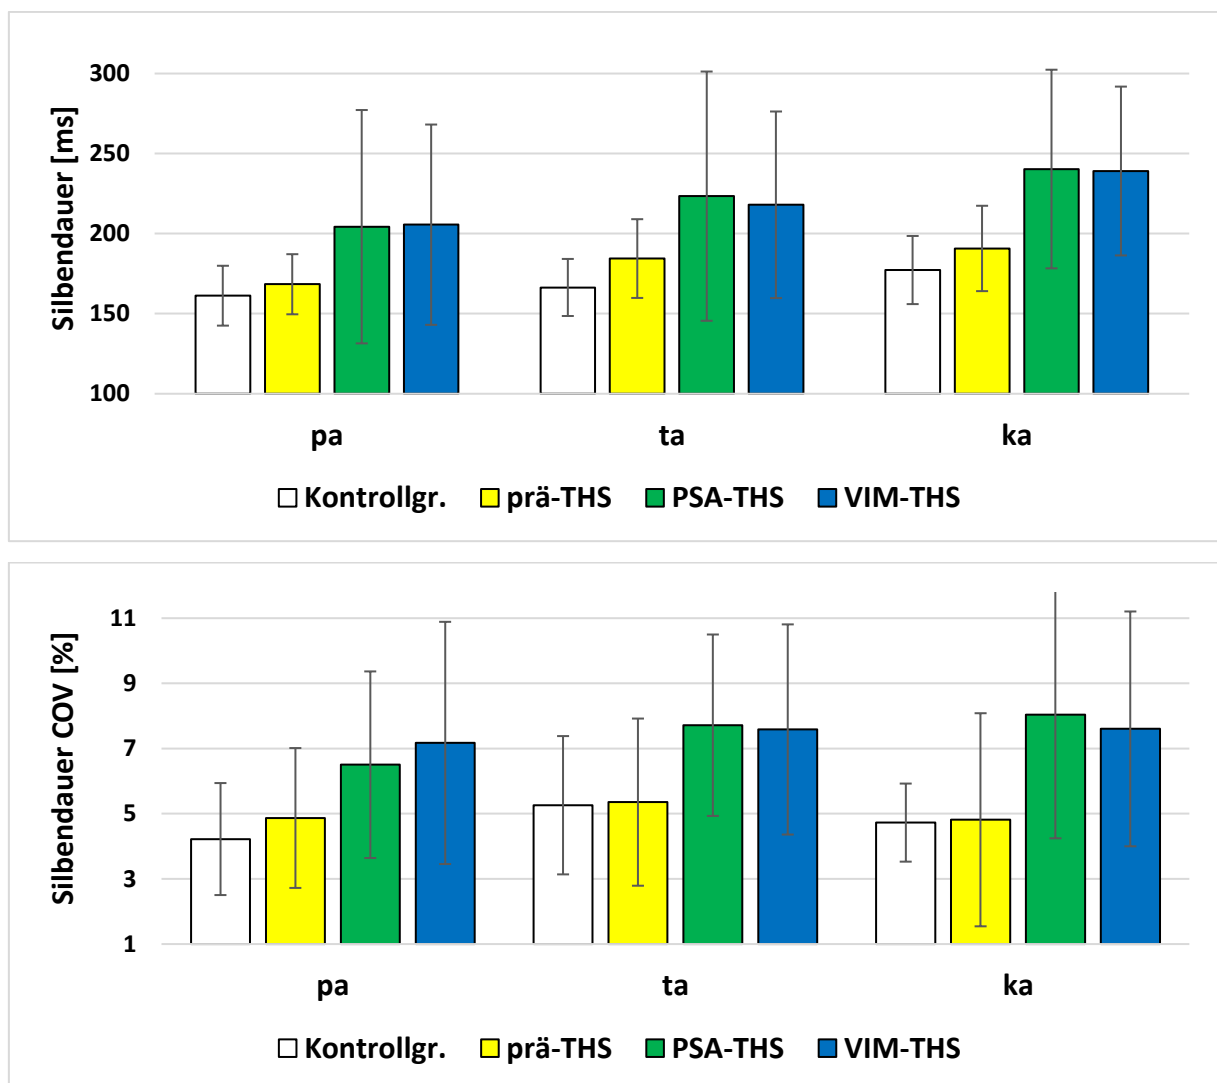 Silbendauer [ms]
300
250
200
150
100
pa ta ka
Kontrollgr. prä-THS PSA-THS VIM-THS
Silbendauer COV [%]
11
9
7
5
3
1
pa ta ka
Kontrollgr. prä-THS PSA-THS VIM-THS